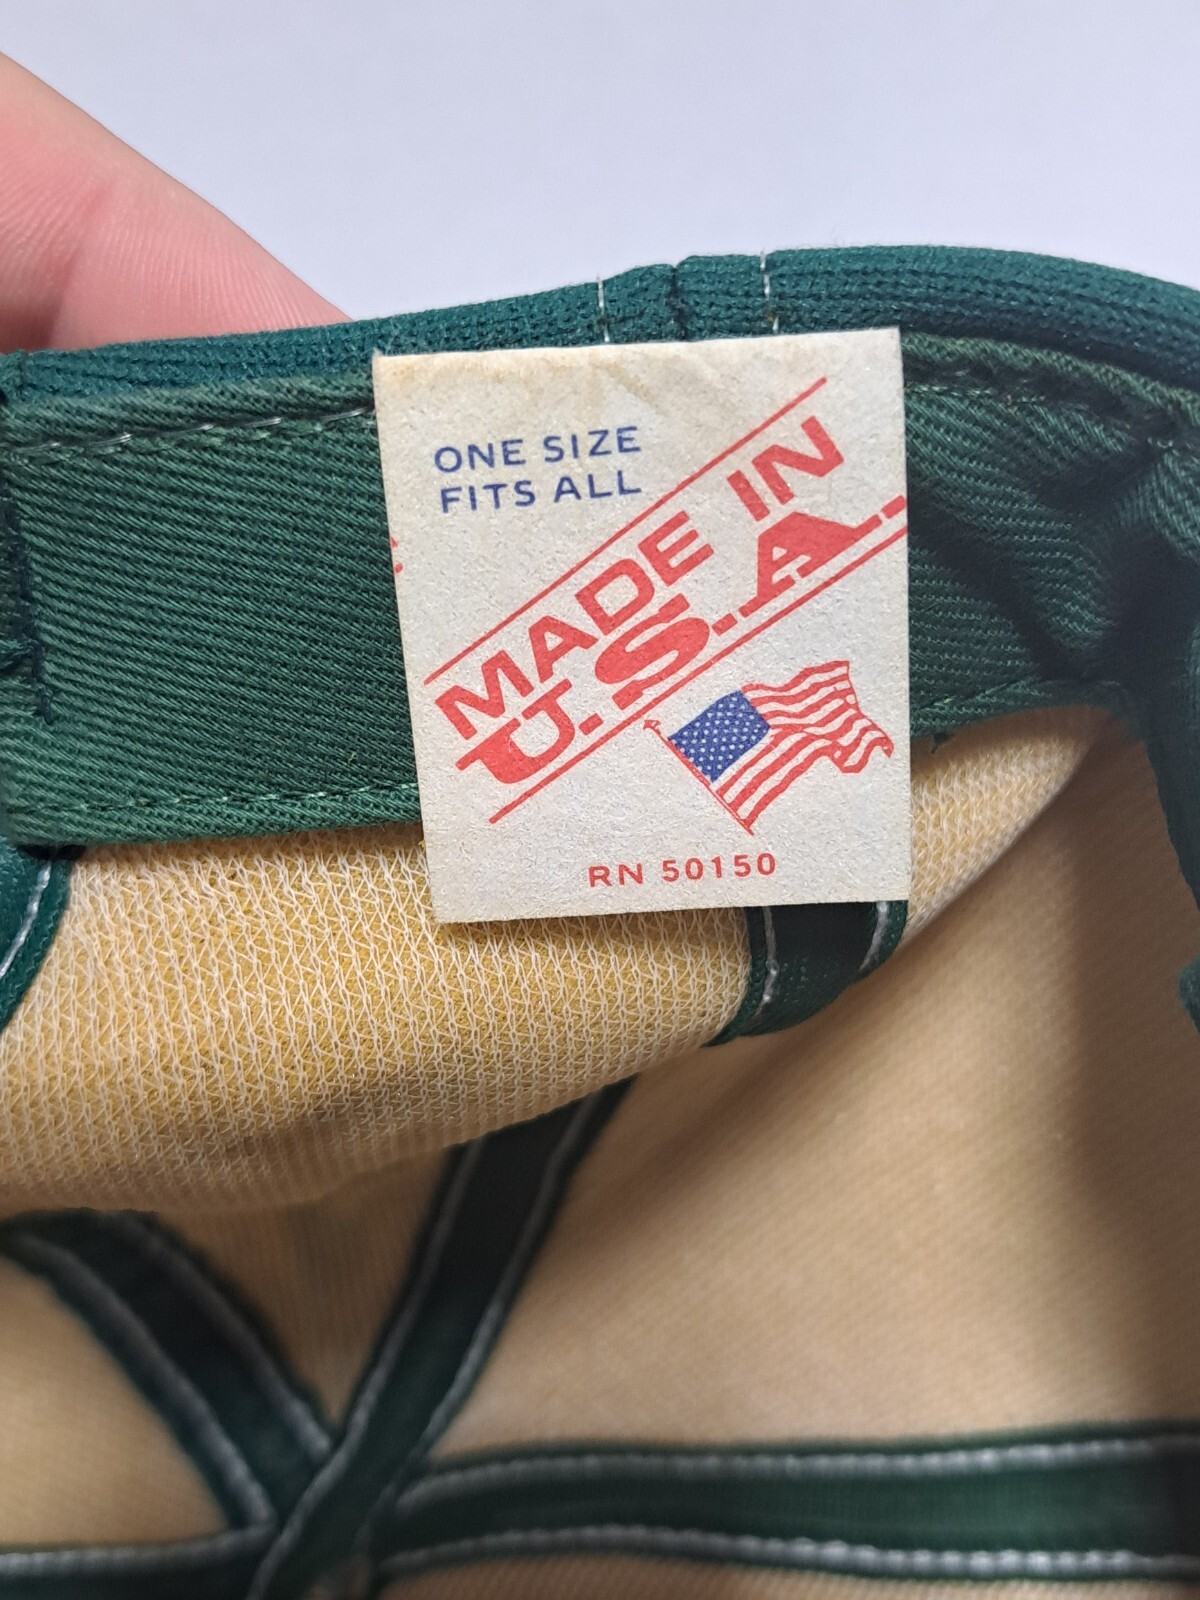 ONE SIZE
FITS ALL
MADE IN
U.S.A.
RN 50150